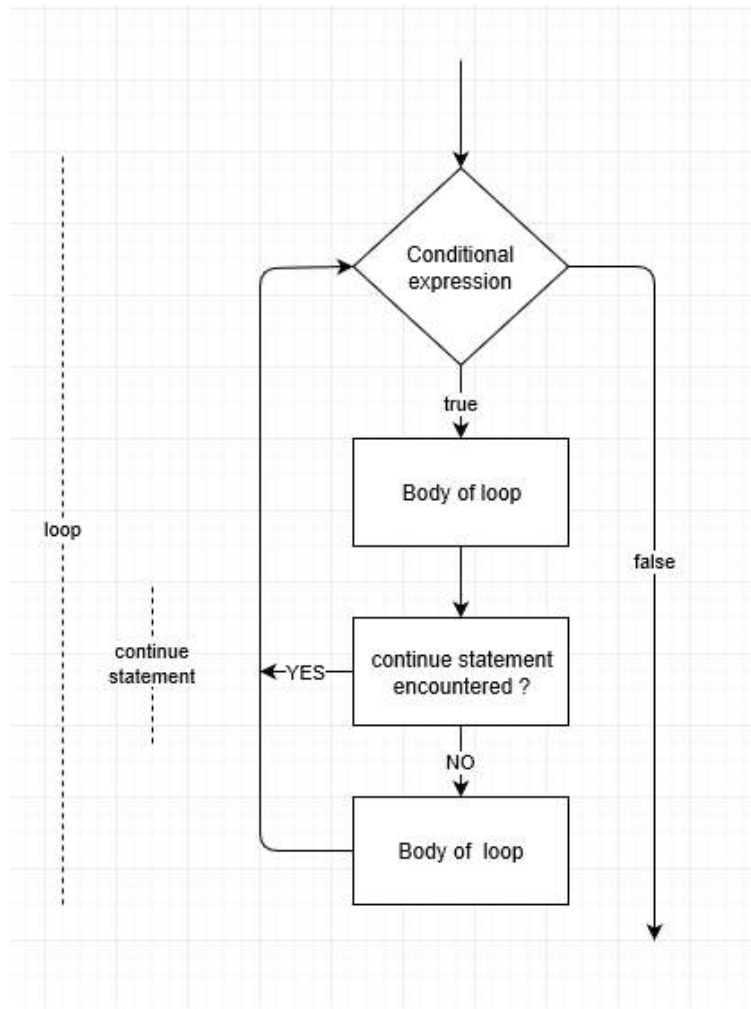 Conditional
expression
true
Body of loop
loop
false
continue
statement
continue statement
encountered ?
YES
NO
Body of loop